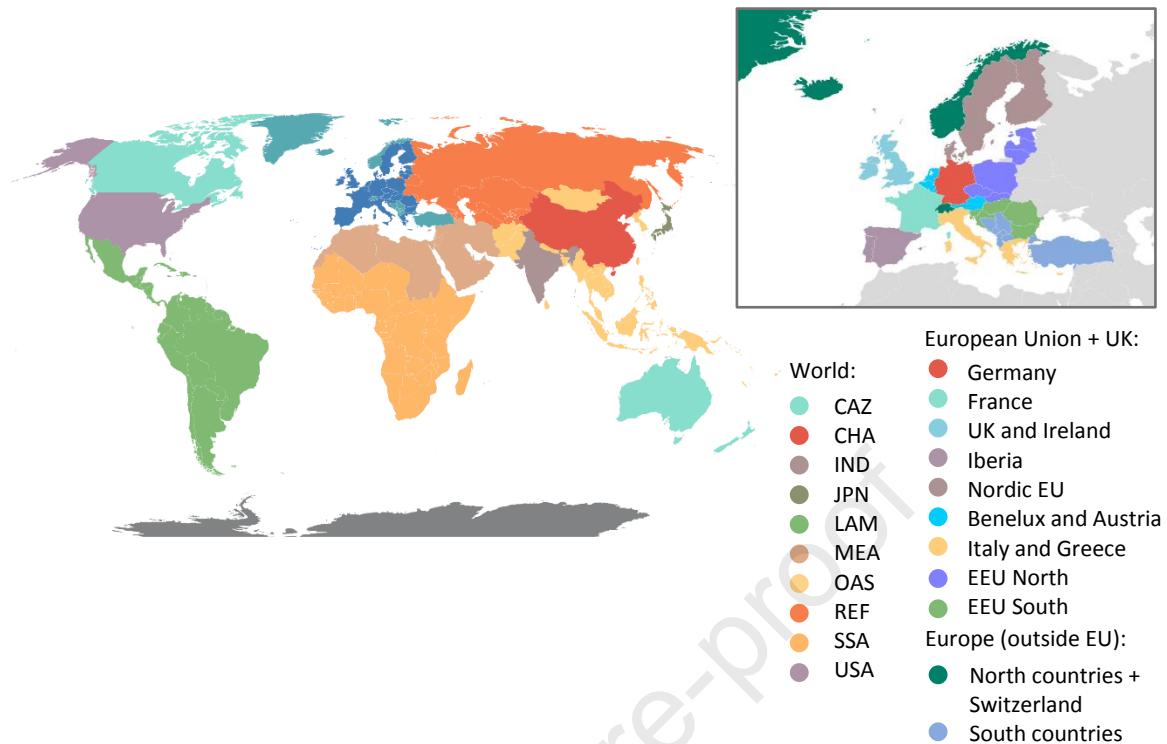 World:
CAZ
CHA
IND
JPN
LAM
MEA
OAS
REF
SSA
USA
European Union + UK:
Germany
France
UK and Ireland
Iberia
Nordic EU
Benelux and Austria
Italy and Greece
EEU North
EEU South
Europe (outside EU):
North countries +
Switzerland
South countries
re-proof